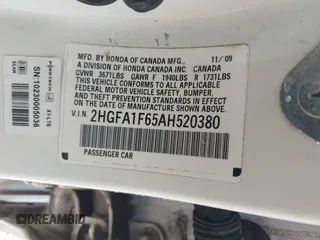 MFD. BY HONDA OF CANADA MFG., 11/'09
A DIVISION OF HONDA CANADA INC. CANADA
GVWR 3671LBS GAWR F 1940LBS R 1731LBS
THIS VEHICLE CONFORMS TO ALL APPLICABLE
FEDERAL MOTOR VEHICLE SAFETY, BUMPER,
AND THEFT PREVENTION STANDARDS IN EFFECT
ON THE DATE OF MANUFACTURE SHOWN ABOVE.
V.I.N. 2HGFA1F65AH520380
PASSENGER CAR
SN:10230005036
X-LTE
SCAN
DREAMBID